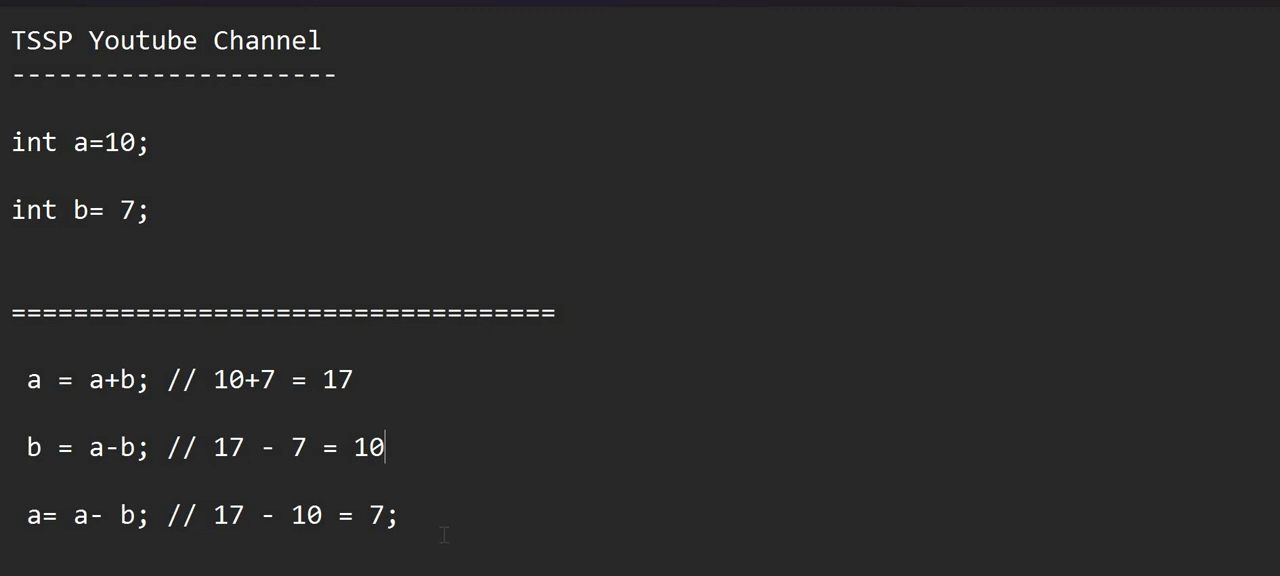 TSSP Youtube Channel
---------------------
int a=10;
int b= 7;
===================================
a = a+b; // 10+7 = 17
b = a-b; // 17 - 7 = 10
a= a- b; // 17 - 10 = 7;